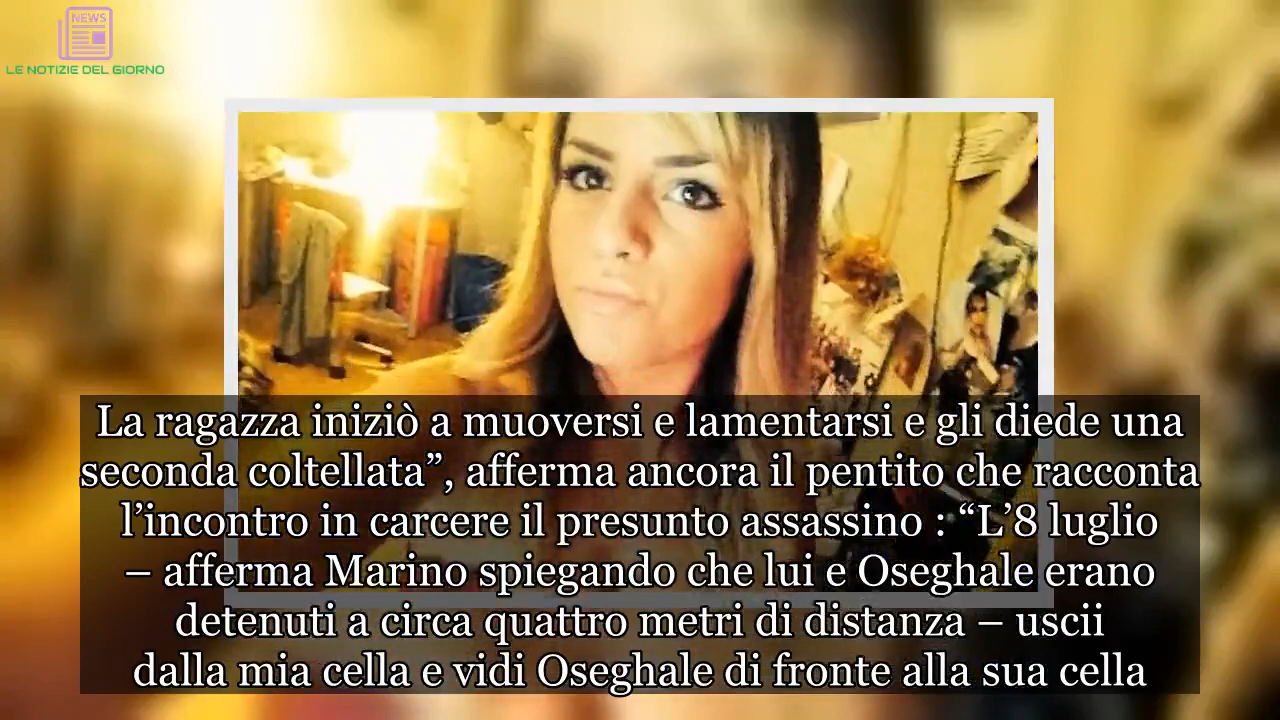 NEWS
LE NOTIZIE DEL GIORNO
La ragazza iniziò a muoversi e lamentarsi e gli diede una
seconda coltellata”, afferma ancora il pentito che racconta
l’incontro in carcere il presunto assassino : “L’8 luglio
– afferma Marino spiegando che lui e Oseghale erano
detenuti a circa quattro metri di distanza – uscii
dalla mia cella e vidi Oseghale di fronte alla sua cella